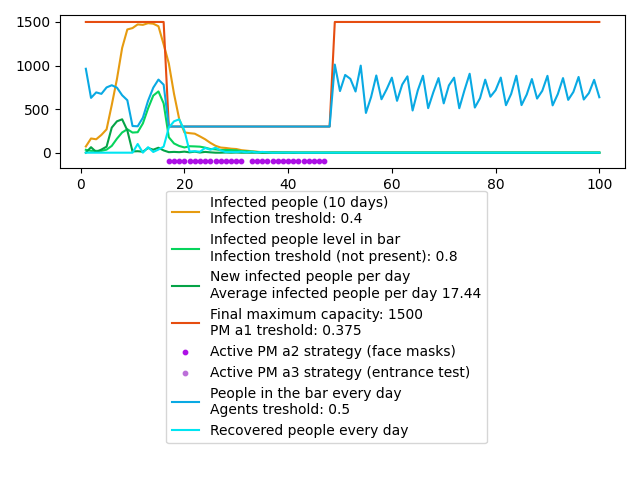 1500
1000
500
0
0
20
40
60
80
100
Infected people (10 days)
Infection treshold: 0.4
Infected people level in bar
Infection treshold (not present): 0.8
New infected people per day
Average infected people per day 17.44
Final maximum capacity: 1500
PM a1 treshold: 0.375
Active PM a2 strategy (face masks)
Active PM a3 strategy (entrance test)
People in the bar every day
Agents treshold: 0.5
Recovered people every day